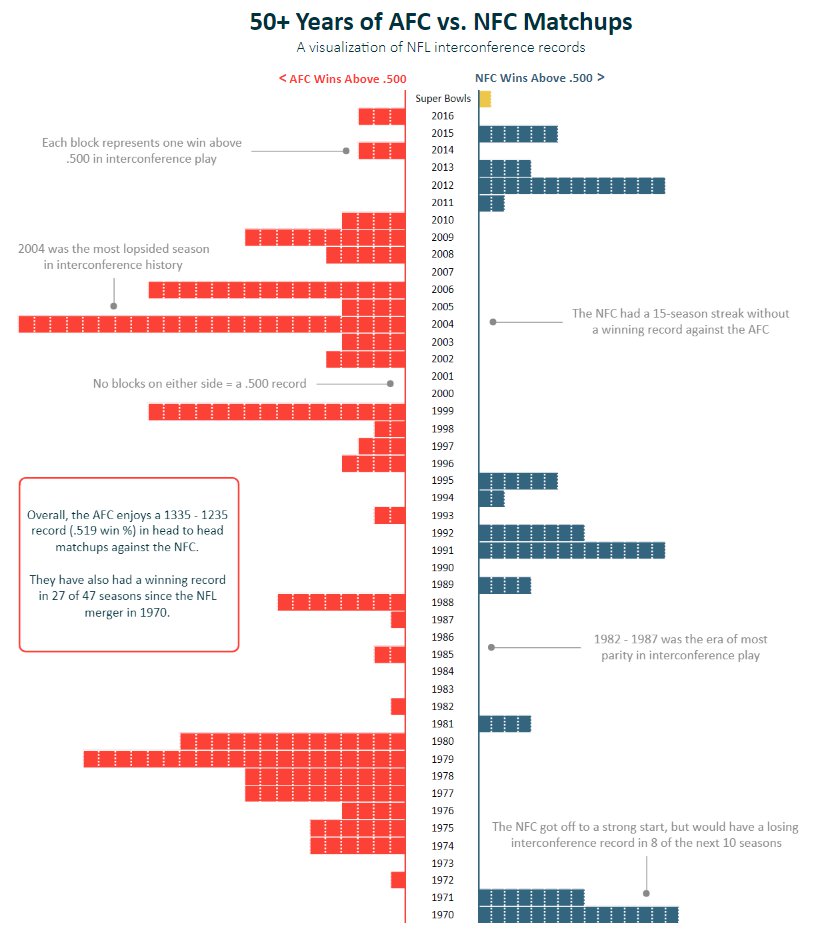 50+ Years of AFC vs. NFC Matchups
A visualization of NFL interconference records
< AFC Wins Above .500
NFC Wins Above .500 >
Super Bowls
2016
2015
Each block represents one win above
.500 in interconference play
2014
2013
2012
2011
2010
2009
2004 was the most lopsided season
in interconference history
2008
2007
2006
2005
The NFC had a 15-season streak without
a winning record against the AFC
2004
2003
2002
2001
No blocks on either side = a .500 record
2000
1999
1998
1997
1996
1995
1994
1993
Overall, the AFC enjoys a 1335 - 1235
record (.519 win %) in head to head
matchups against the NFC.
They have also had a winning record
in 27 of 47 seasons since the NFL
merger in 1970.
1992
1991
1990
1989
1988
1987
1986
1982 - 1987 was the era of most
parity in interconference play
1985
1984
1983
1982
1981
1980
1979
1978
1977
1976
The NFC got off to a strong start, but would have a losing
interconference record in 8 of the next 10 seasons
1975
1974
1973
1972
1971
1970